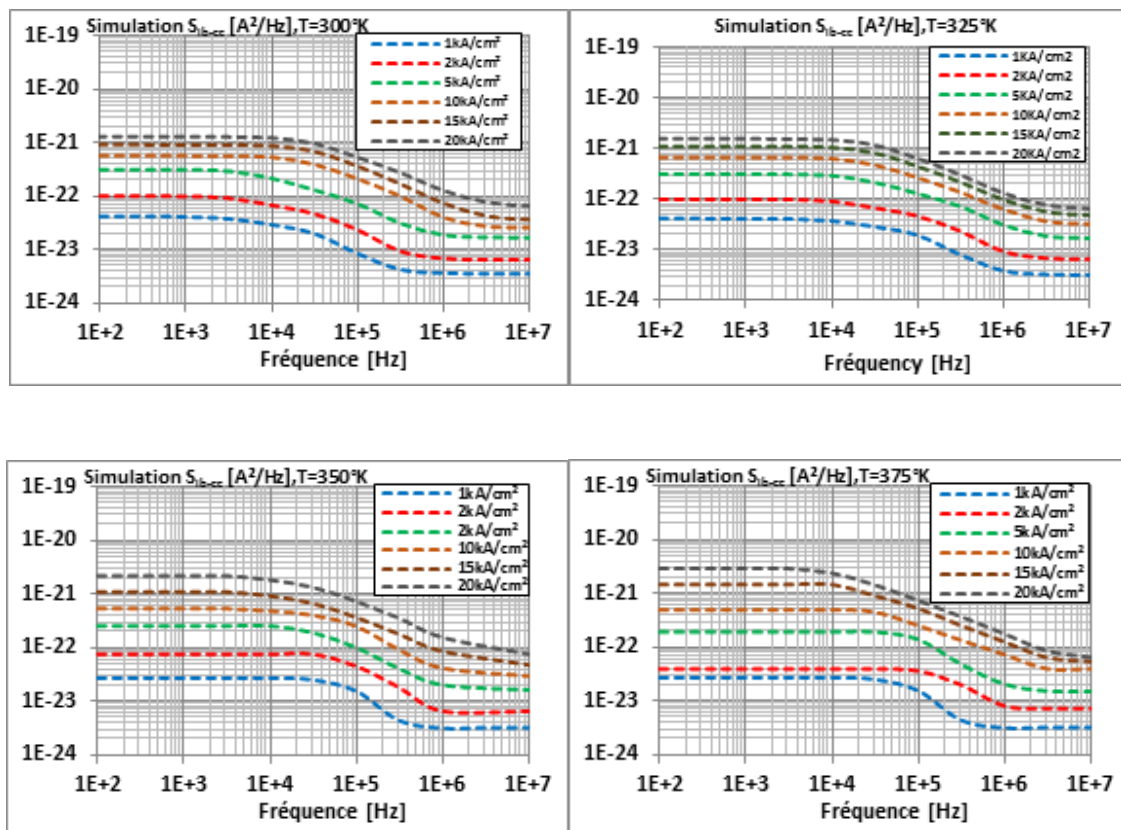 Simulation S_Ib-cc [A²/Hz],T=300°K
1E-19
1E-20
1E-21
1E-22
1E-23
1E-24
1kA/cm²
2kA/cm²
5kA/cm²
10kA/cm²
15kA/cm²
20kA/cm²
1E+2 1E+3 1E+4 1E+5 1E+6 1E+7
Fréquence [Hz]
Simulation S_Ib-cc [A²/Hz],T=325°K
1E-19
1E-20
1E-21
1E-22
1E-23
1E-24
1KA/cm2
2KA/cm2
5KA/cm2
10KA/cm2
15KA/cm2
20KA/cm2
1E+2 1E+3 1E+4 1E+5 1E+6 1E+7
Fréquency [Hz]
Simulation S_Ib-cc [A²/Hz],T=350°K
1E-19
1E-20
1E-21
1E-22
1E-23
1E-24
1kA/cm²
2kA/cm²
2kA/cm²
10kA/cm²
15kA/cm²
20kA/cm²
1E+2 1E+3 1E+4 1E+5 1E+6 1E+7
Fréquence [Hz]
Simulation S_Ib-cc [A²/Hz],T=375°K
1E-19
1E-20
1E-21
1E-22
1E-23
1E-24
1kA/cm²
2kA/cm²
5kA/cm²
10kA/cm²
15kA/cm²
20kA/cm²
1E+2 1E+3 1E+4 1E+5 1E+6 1E+7
Fréquence [Hz]